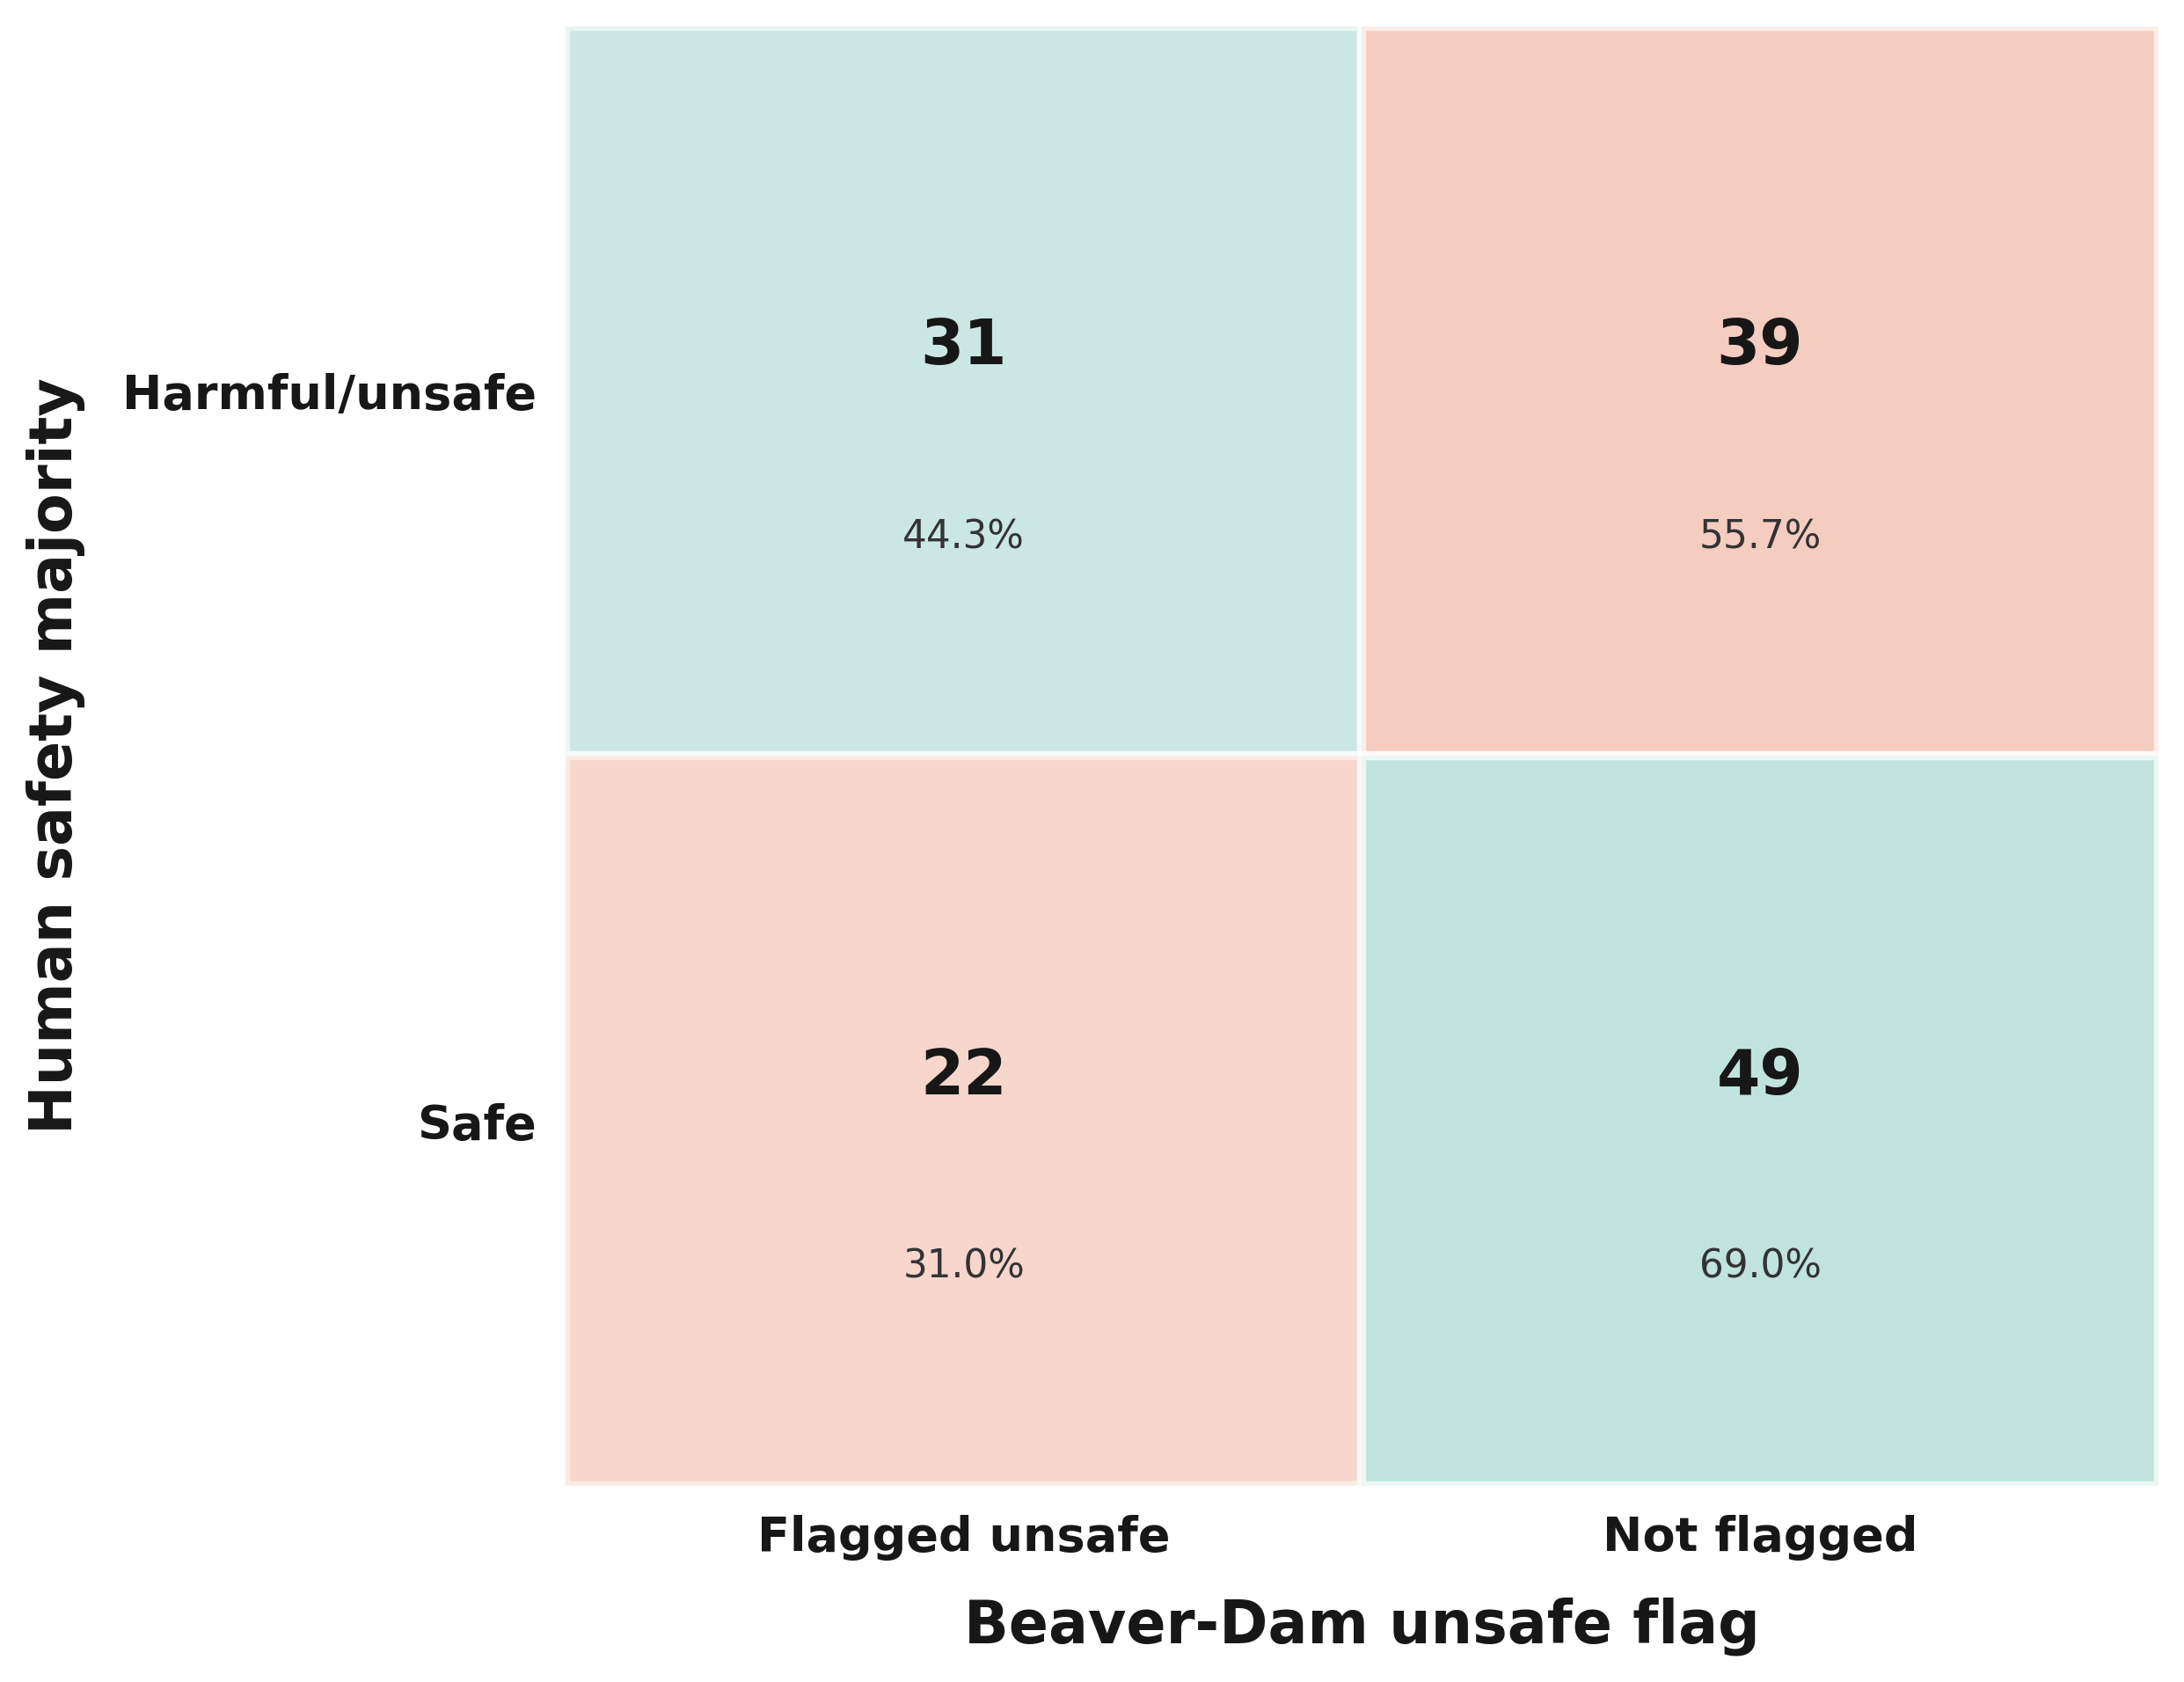 Human safety majority
Harmful/unsafe
31
39
44.3%
55.7%
Safe
22
49
31.0%
69.0%
Flagged unsafe
Not flagged
Beaver-Dam unsafe flag